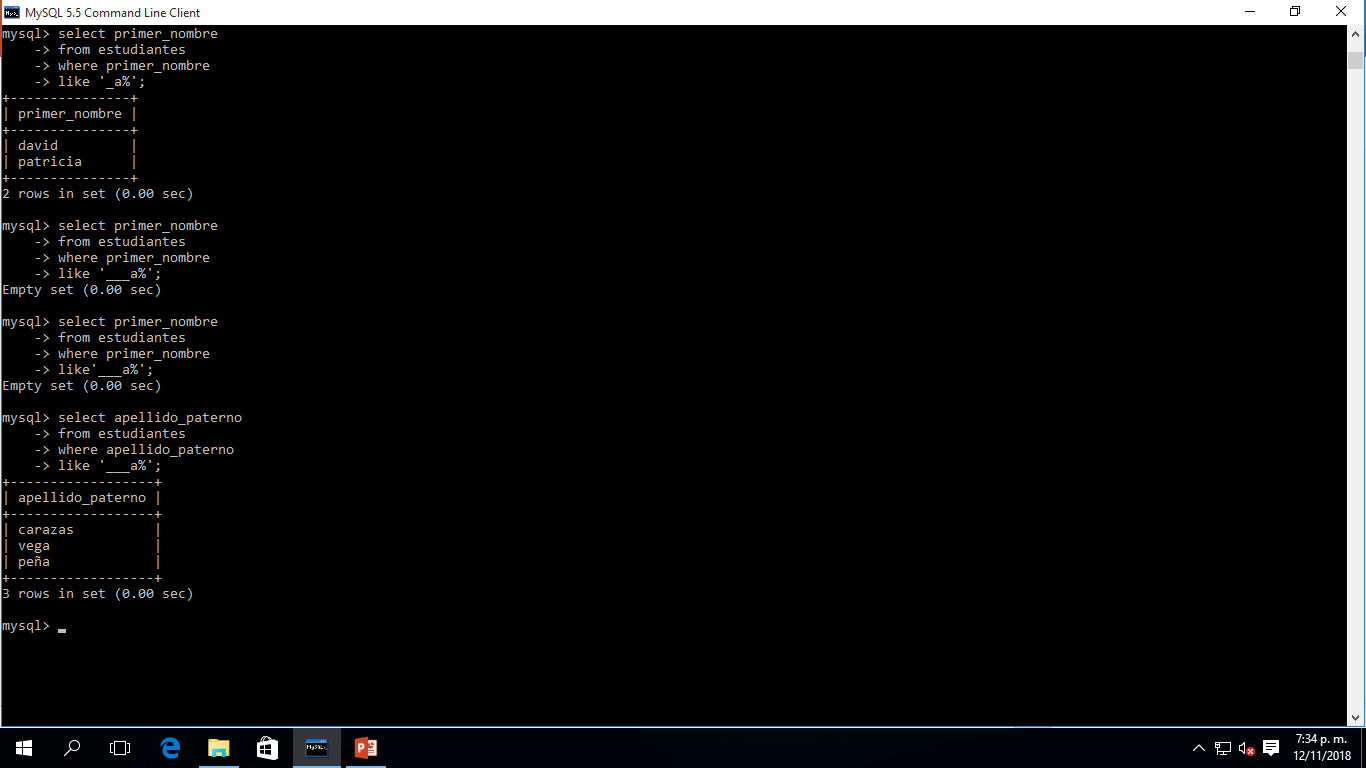 MySQL 5.5 Command Line Client
mysql> select primer_nombre
    -> from estudiantes
    -> where primer_nombre
    -> like '_a%';
+---------------+
| primer_nombre |
+---------------+
| david         |
| patricia      |
+---------------+
2 rows in set (0.00 sec)

mysql> select primer_nombre
    -> from estudiantes
    -> where primer_nombre
    -> like '___a%';
Empty set (0.00 sec)

mysql> select primer_nombre
    -> from estudiantes
    -> where primer_nombre
    -> like'___a%';
Empty set (0.00 sec)

mysql> select apellido_paterno
    -> from estudiantes
    -> where apellido_paterno
    -> like '___a%';
+------------------+
| apellido_paterno |
+------------------+
| carazas          |
| vega             |
| peña             |
+------------------+
3 rows in set (0.00 sec)

mysql>
7:34 p. m.
12/11/2018